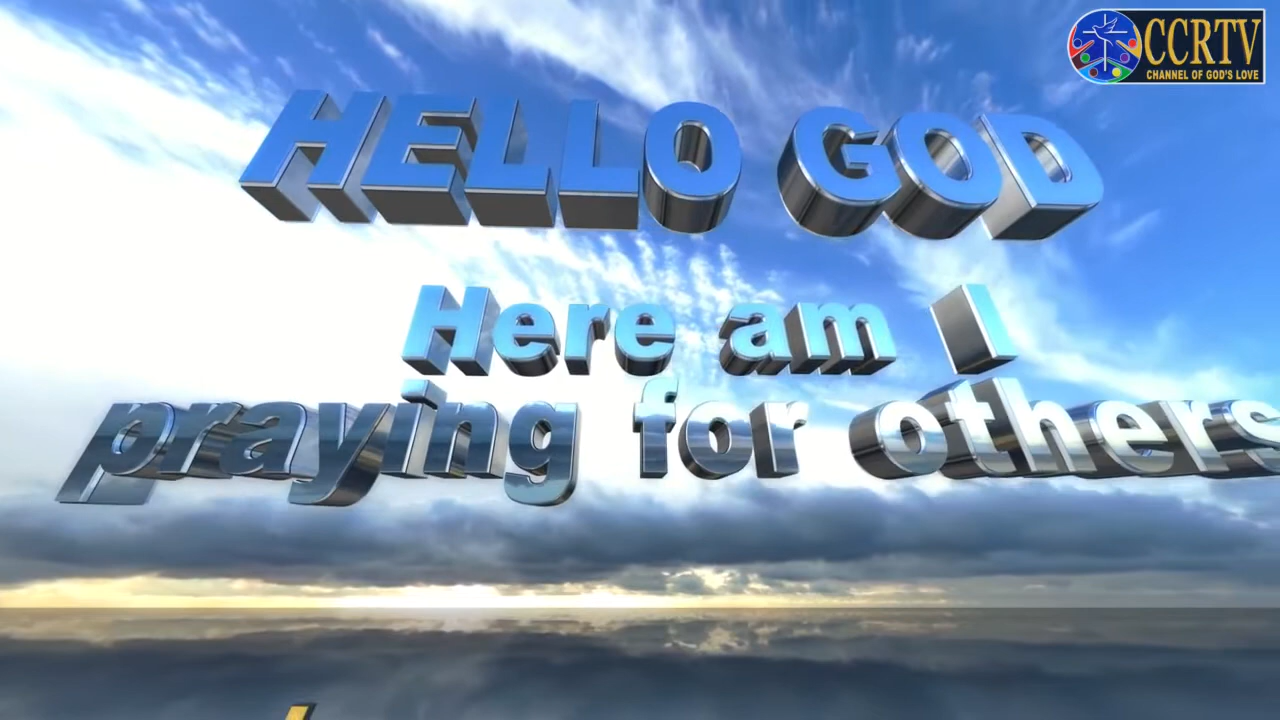 CCRTV
CHANNEL OF GOD'S LOVE
HELLO GOD
Here am I
praying for others